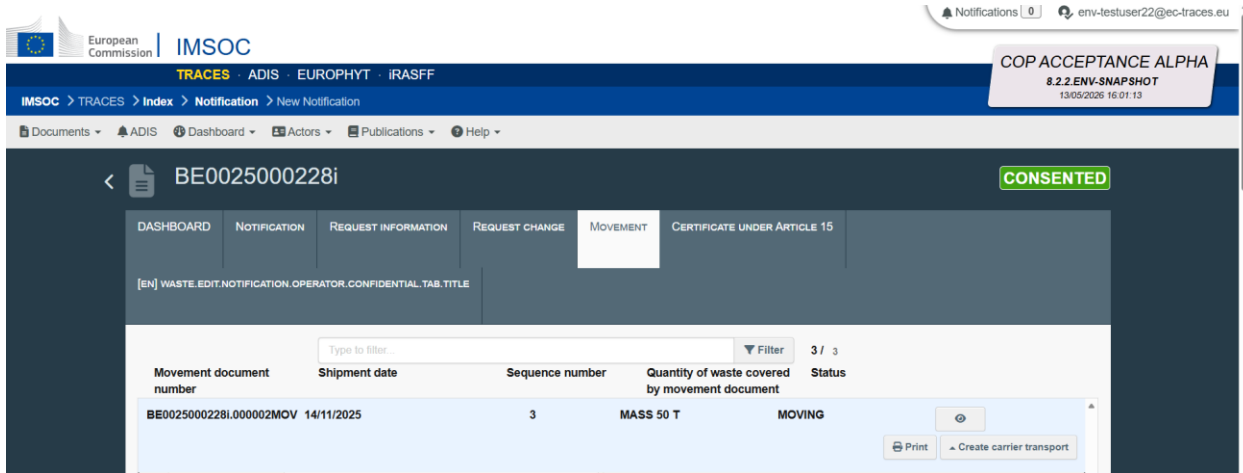 Notifications 0 env-testuser22@ec-traces.eu
European
Commission
IMSOC
COP ACCEPTANCE ALPHA
8.2.2.ENV-SNAPSHOT
13/05/2026 16:01:13
TRACES · ADIS · EUROPHYT · iRASFF
IMSOC > TRACES > Index > Notification > New Notification
Documents ADIS Dashboard Actors Publications Help
BE0025000228i
CONSENTED
DASHBOARD NOTIFICATION REQUEST INFORMATION REQUEST CHANGE MOVEMENT CERTIFICATE UNDER ARTICLE 15
[EN] WASTE.EDIT.NOTIFICATION.OPERATOR.CONFIDENTIAL.TAB.TITLE
Type to filter... Filter 3 / 3
Movement document number Shipment date Sequence number Quantity of waste covered by movement document Status
BE0025000228i.000002MOV 14/11/2025 3 MASS 50 T MOVING
Print Create carrier transport